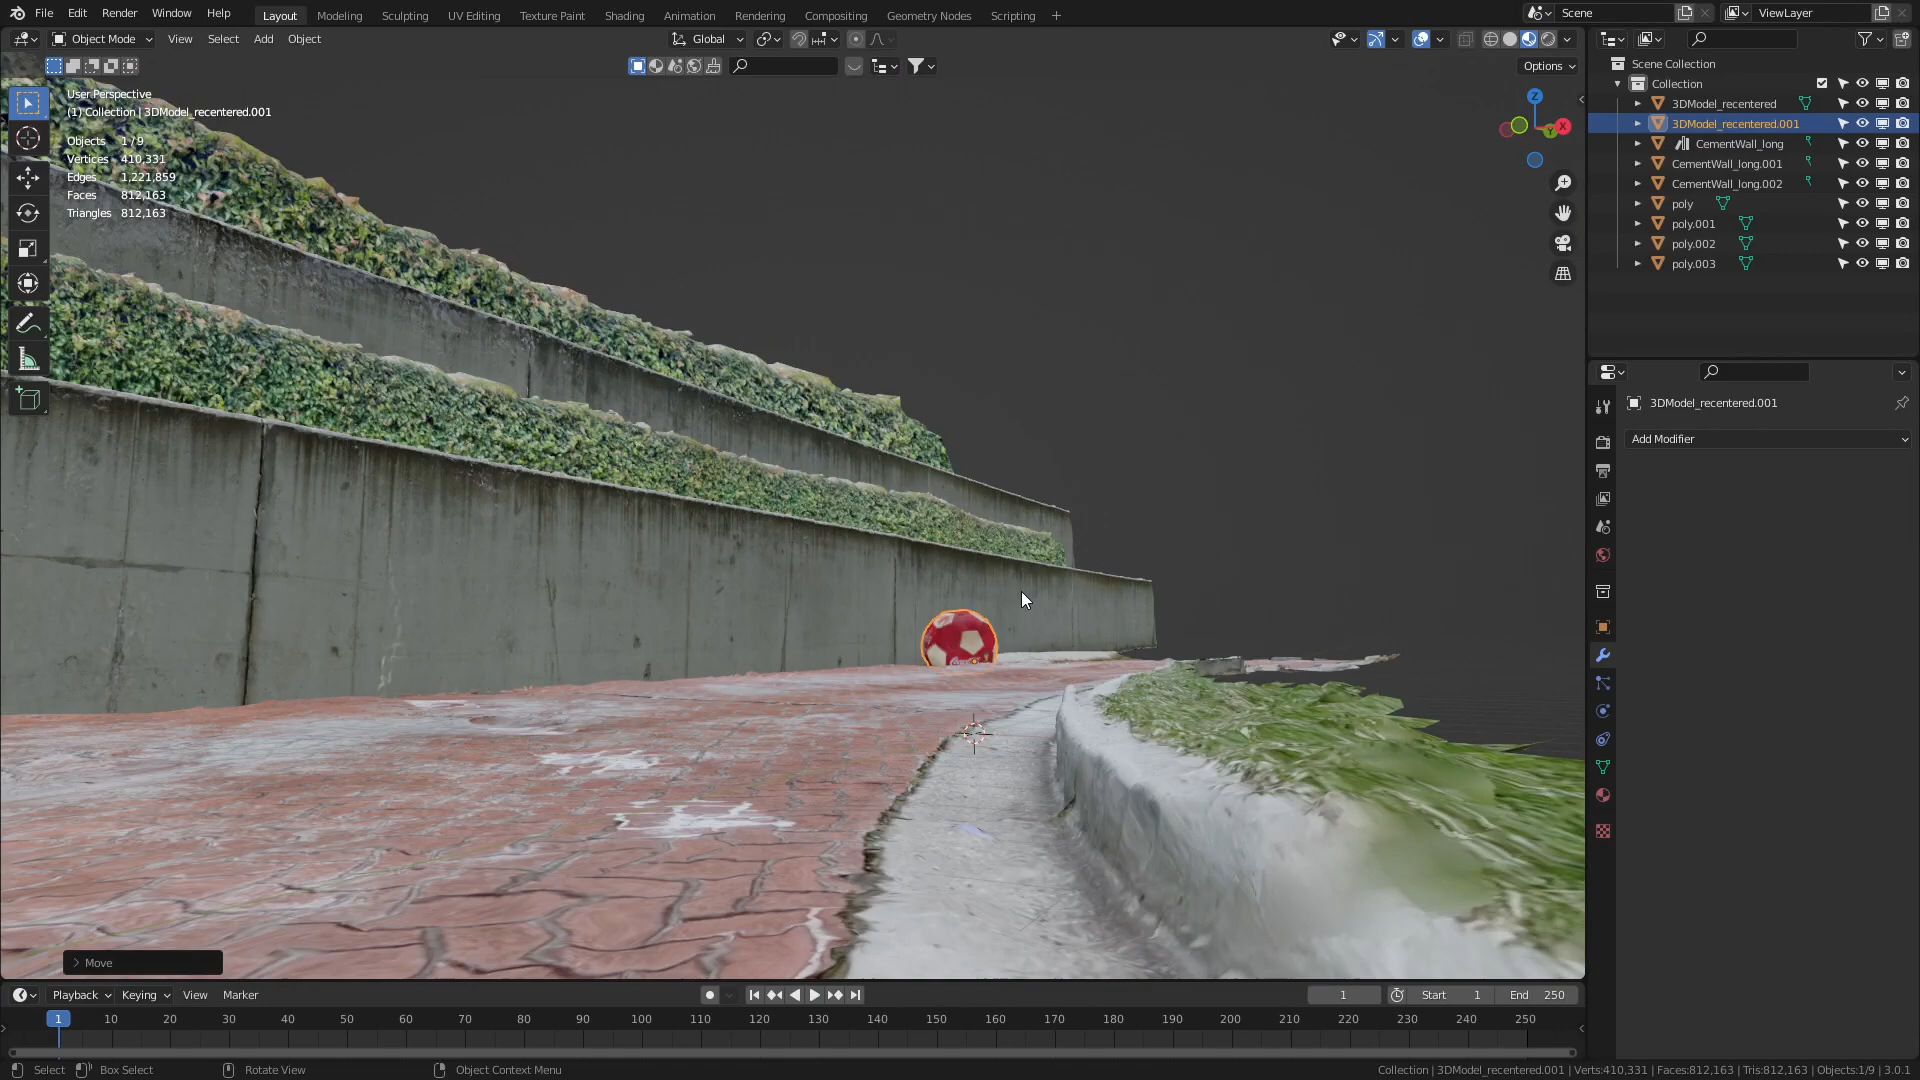 File Edit Render Window Help
Layout Modeling Sculpting UV Editing Texture Paint Shading Animation Rendering Compositing Geometry Nodes Scripting +
Scene
ViewLayer
Object Mode View Select Add Object
Global
Options
User Perspective
(1) Collection | 3DModel_recentered.001
Objects 1/9
Vertices 410,331
Edges 1,221,859
Faces 812,163
Triangles 812,163
Z
X
Y
Move
Scene Collection
Collection
3DModel_recentered
3DModel_recentered.001
CementWall_long
CementWall_long.001
CementWall_long.002
poly
poly.001
poly.002
poly.003
3DModel_recentered.001
Add Modifier
Playback Keying View Marker
1
Start 1
End 250
1 10 20 30 40 50 60 70 80 90 100 110 120 130 140 150 160 170 180 190 200 210 220 230 240 250
Select Box Select Rotate View Object Context Menu
Collection | 3DModel_recentered.001 | Verts:410,331 | Faces:812,163 | Tris:812,163 | Objects:1/9 | 3.0.1